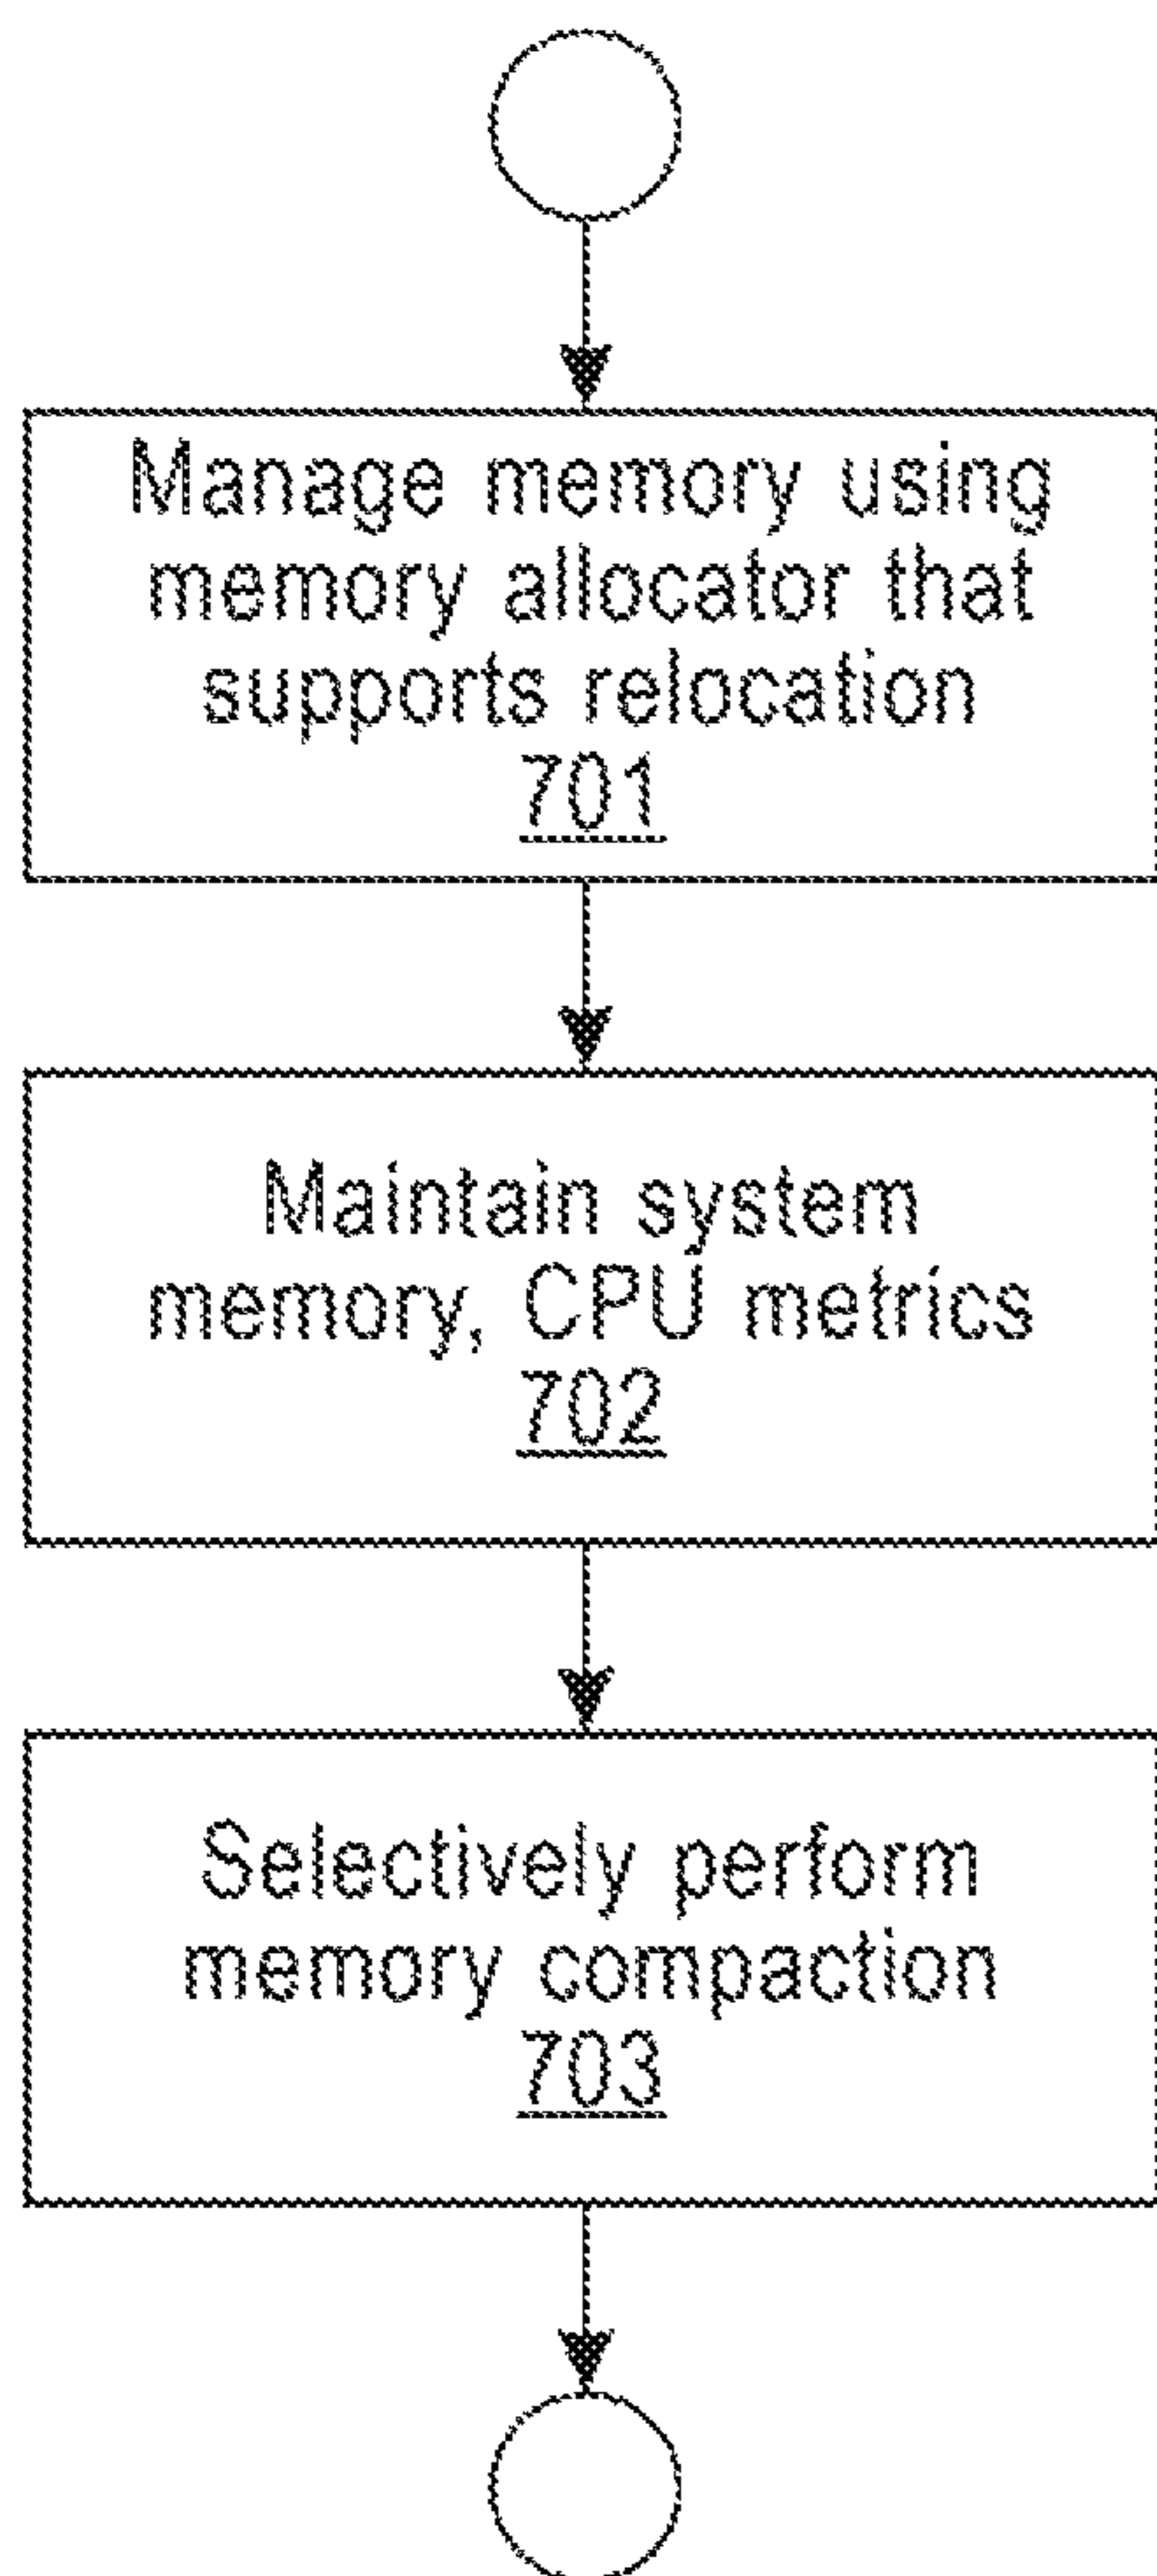 Manage memory using
memory allocator that
supports relocation
701
Maintain system
memory, CPU metrics
702
Selectively perform
memory compaction
703